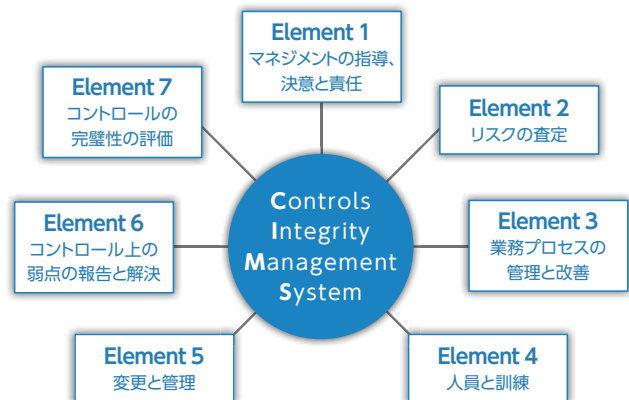 Element 1
マネジメントの指導、
決意と責任
Element 2
リスクの査定
Element 3
業務プロセスの
管理と改善
Element 4
人員と訓練
Element 5
変更と管理
Element 6
コントロール上の
弱点の報告と解決
Element 7
コントロールの
完璧性の評価
Controls
Integrity
Management
System